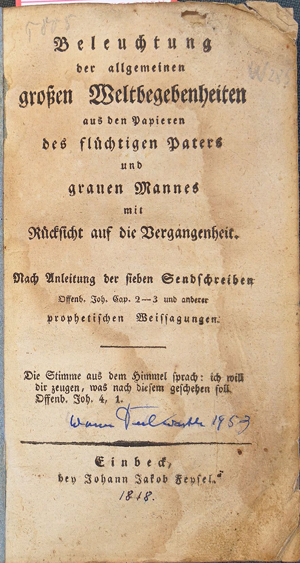 Beleuchtung
der allgemeinen
großen Weltbegebenheiten
aus den Papieren
des flüchtigen Paters
und
grauen Mannes
mit
Rücksicht auf die Vergangenheit.
Nach Anleitung der sieben Sendschreiben
Offenb. Joh. Cap. 2—3 und anderer
prophetischen Weissagungen.
Die Stimme aus dem Himmel sprach: ich will
dir zeugen, was nach diesem geschehen soll.
Offenb. Joh. 4, 1.
1953
Einbeck,
bey Johann Jakob Feysel.
1818.